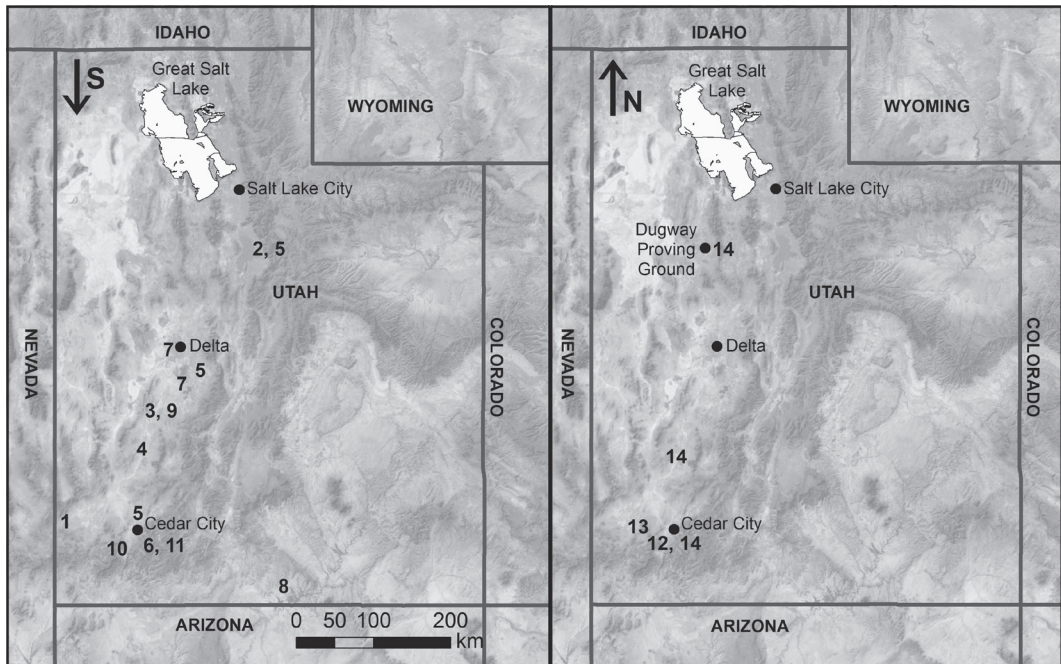 IDAHO
S
Great Salt
Lake
WYOMING
Salt Lake City
2, 5
UTAH
NEVADA
COLORADO
7
Delta
5
7
3, 9
4
1
5
Cedar City
10
6, 11
8
ARIZONA
0 50 100 200
km
IDAHO
N
Great Salt
Lake
WYOMING
Salt Lake City
Dugway
Proving
Ground
14
UTAH
NEVADA
COLORADO
Delta
14
13
Cedar City
12, 14
ARIZONA